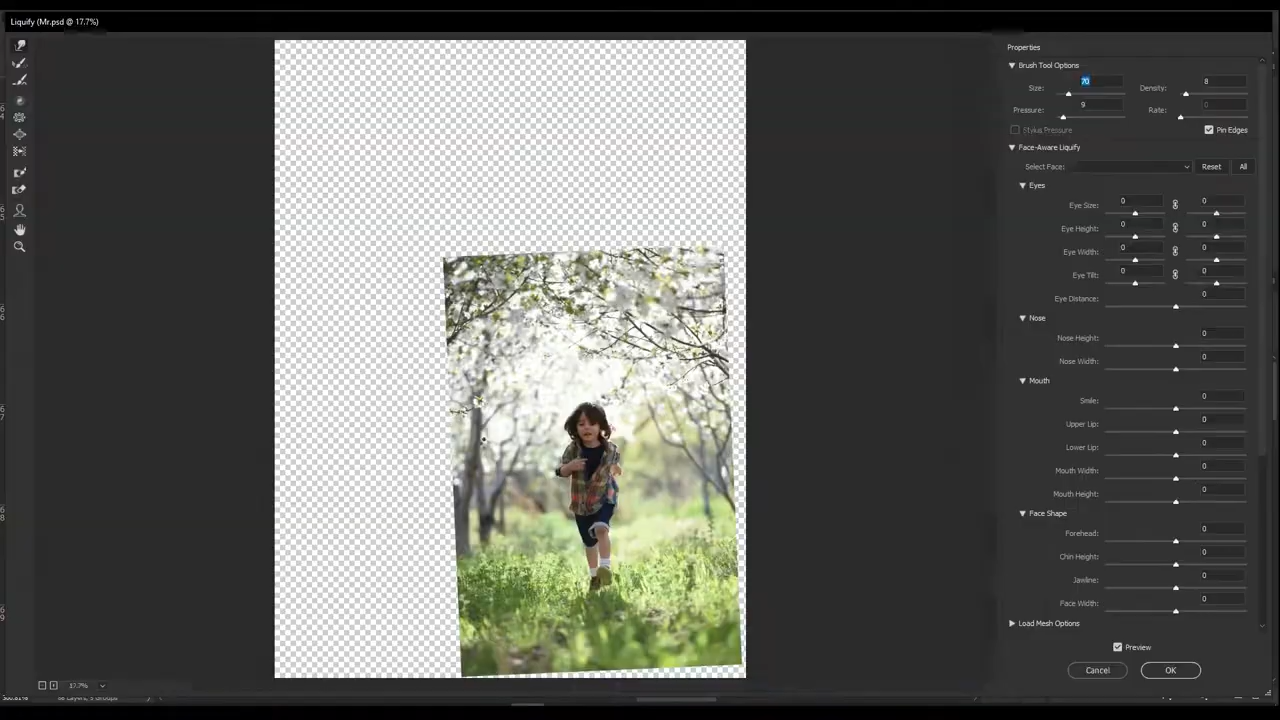 Liquify (Mr.psd @ 17.7%)
Properties
Brush Tool Options
Size: 70 Density: 8
Pressure: 9 Rate: 0
Stylus Pressure Pin Edges
Face-Aware Liquify
Select Face: Reset All
Eyes
Eye Size: 0 0
Eye Height: 0 0
Eye Width: 0 0
Eye Tilt: 0 0
Eye Distance: 0
Nose
Nose Height: 0
Nose Width: 0
Mouth
Smile: 0
Upper Lip: 0
Lower Lip: 0
Mouth Width: 0
Mouth Height: 0
Face Shape
Forehead: 0
Chin Height: 0
Jawline: 0
Face Width: 0
Load Mesh Options
Preview
Cancel OK
17.7%